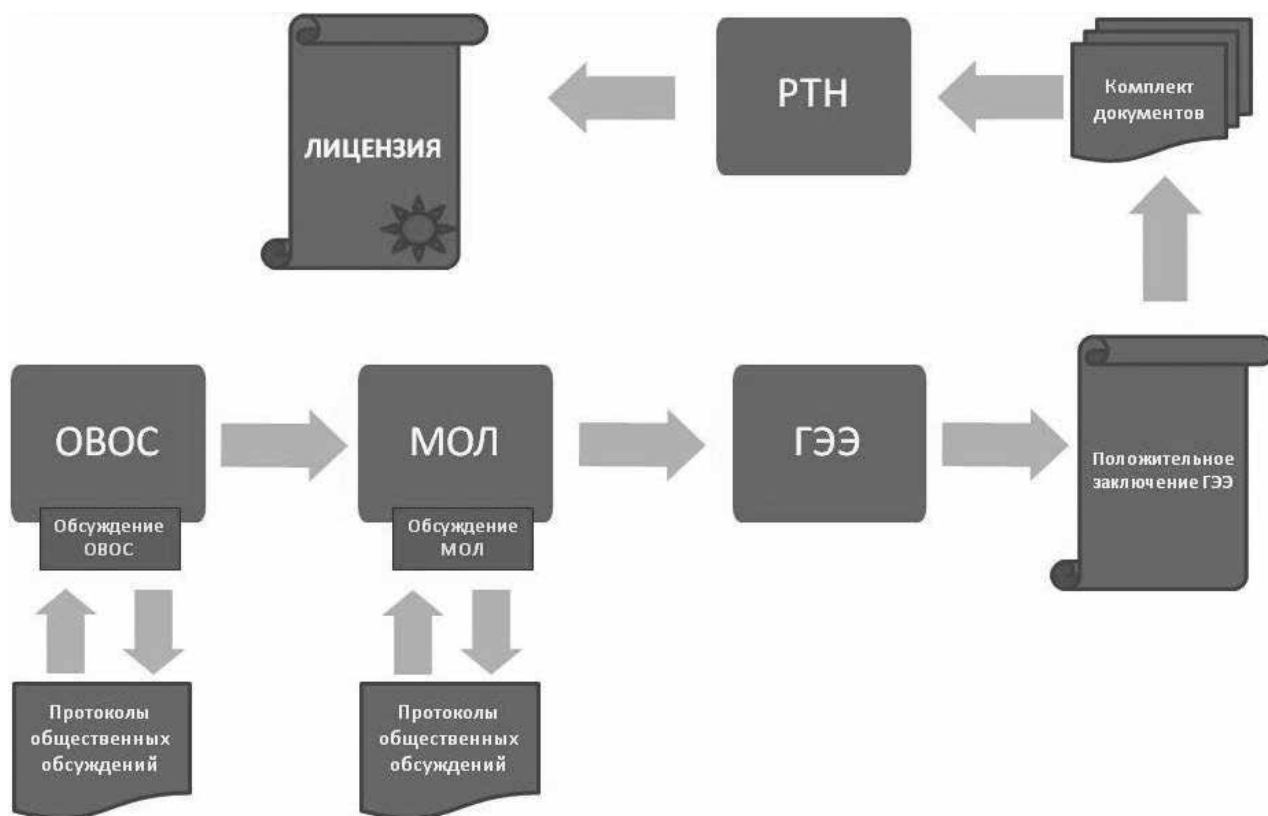 ЛИЦЕНЗИЯ
РТН
Комплект
документов
ОВОС
Обсуждение
ОВОС
МОЛ
Обсуждение
МОЛ
ГЭЭ
Положительное
заключение ГЭЭ
Протоколы
общественных
обсуждений
Протоколы
общественных
обсуждений